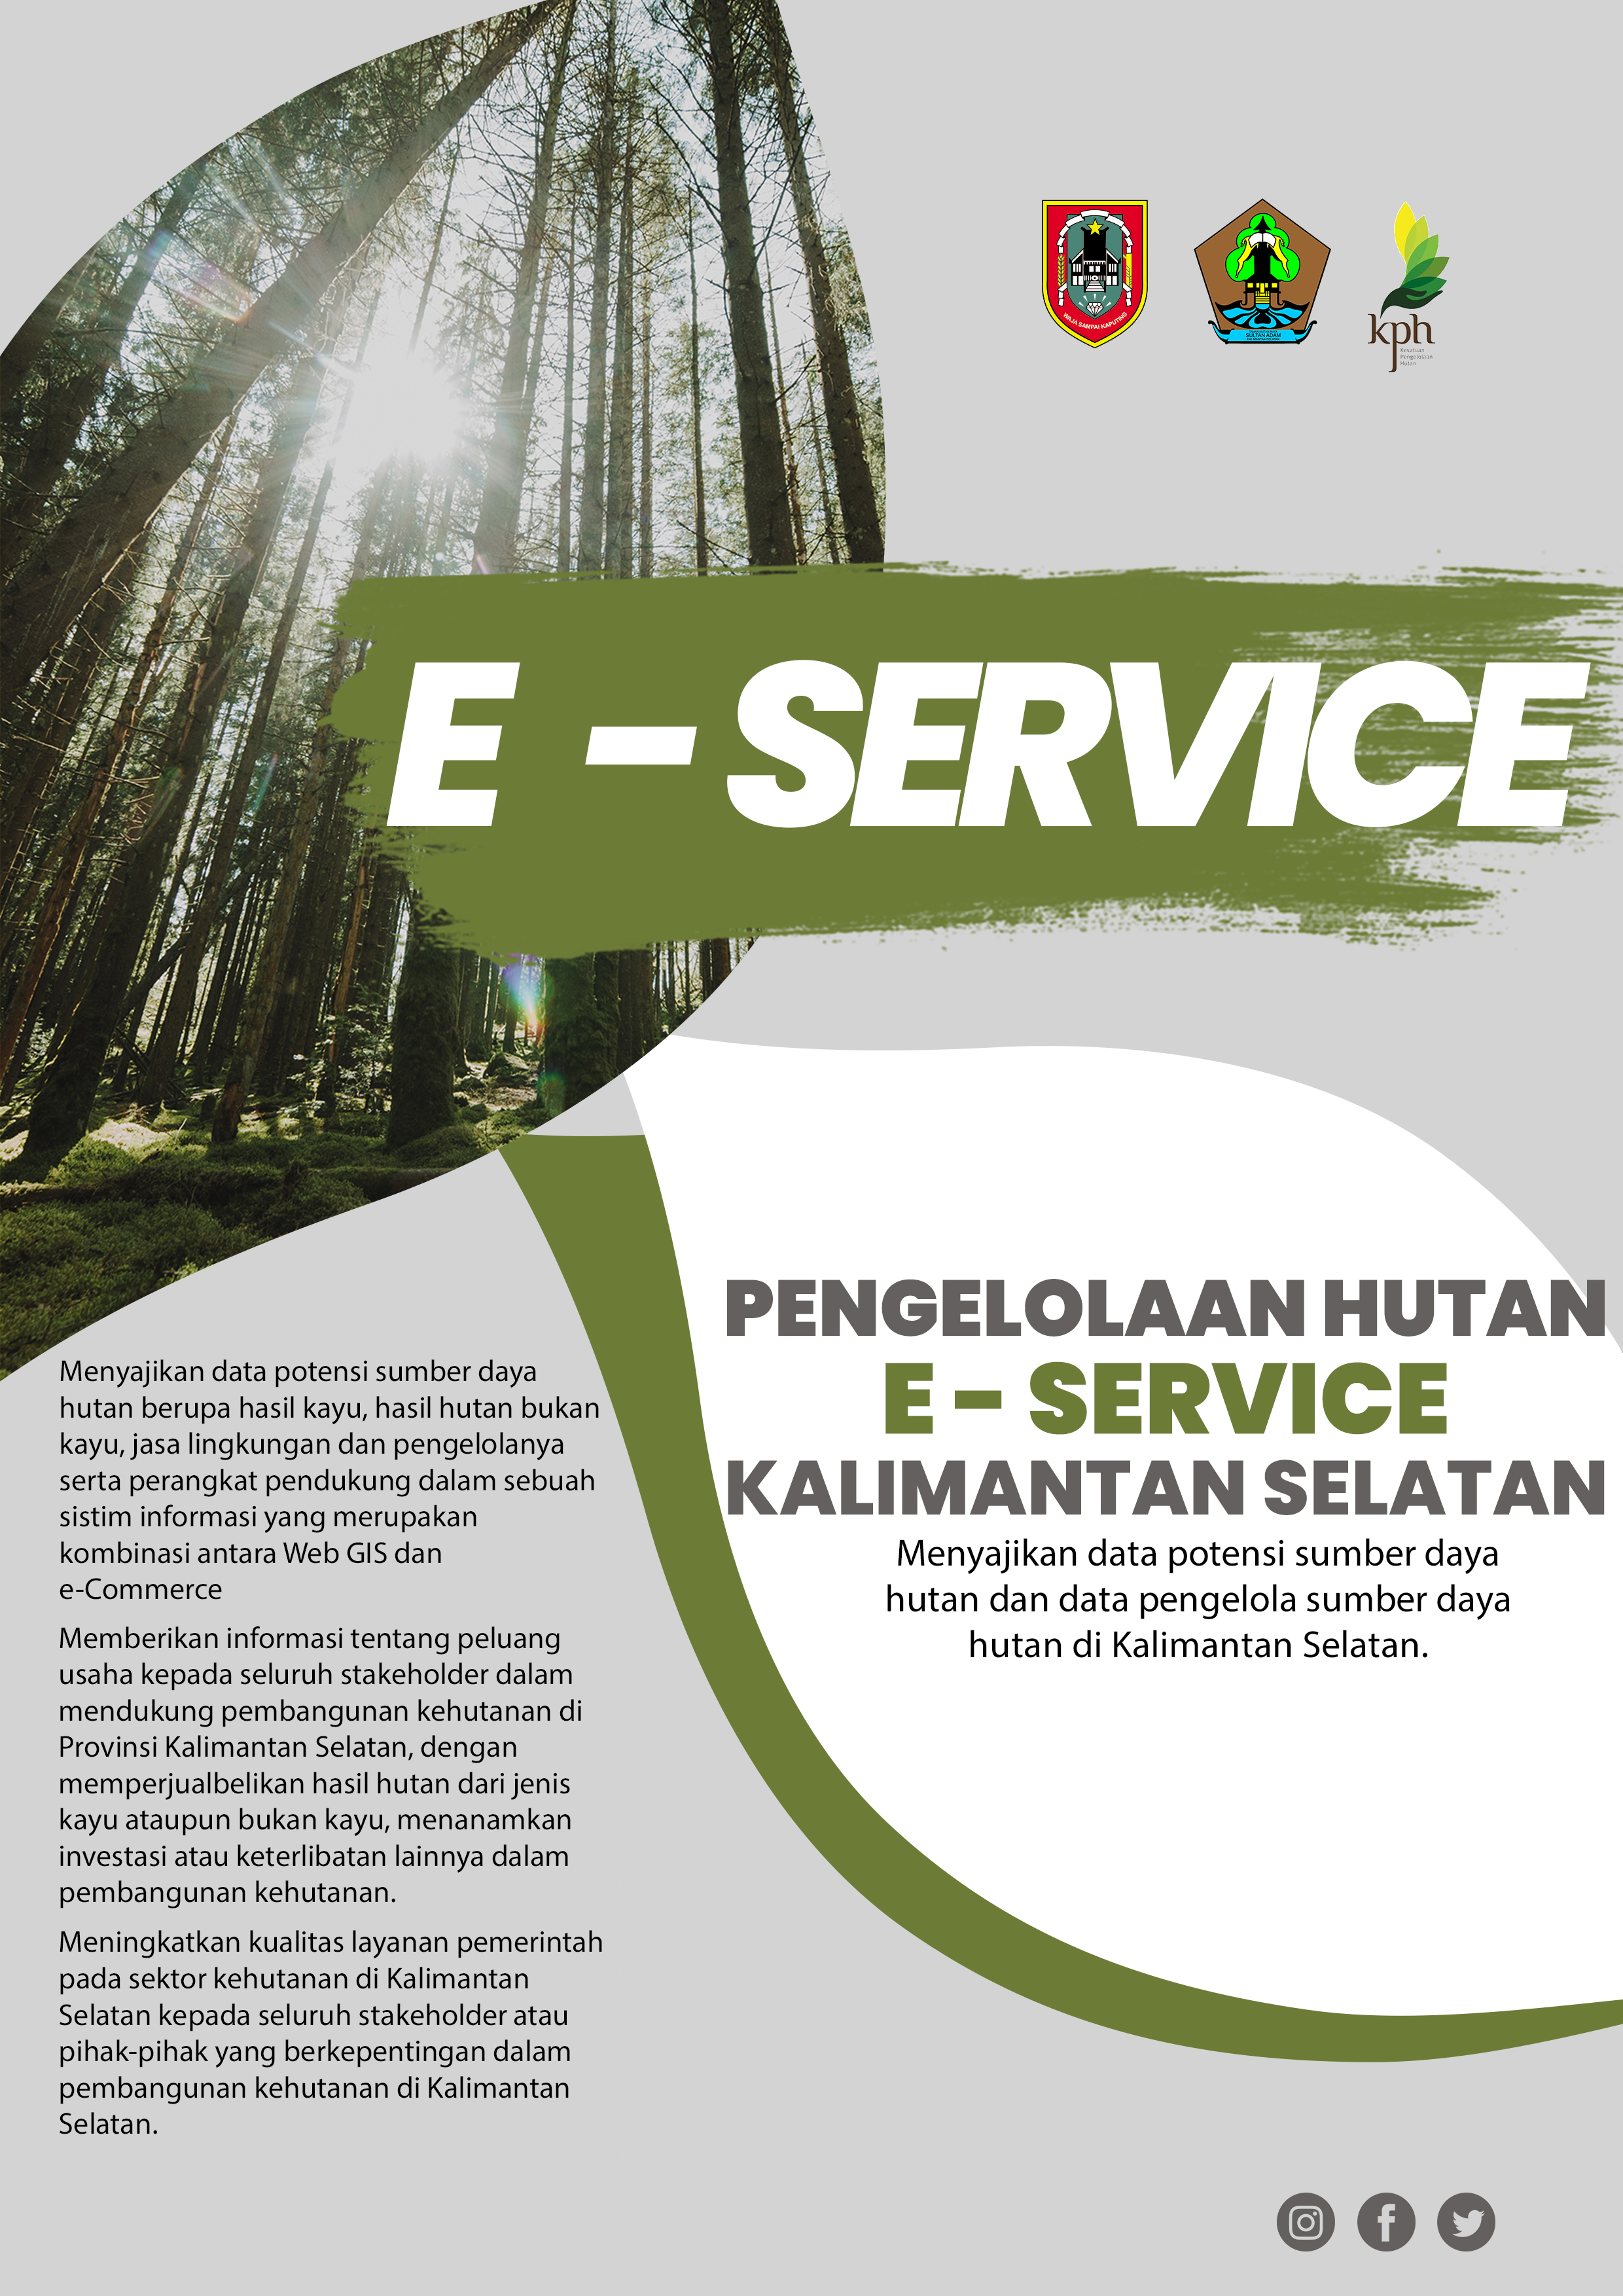 WAJA SAMPAI KAPUTING
SULTAN ADAM
kph
Kesatuan
Pengelolaan
Hutan
E – SERVICE
PENGELOLAAN HUTAN
E – SERVICE
KALIMANTAN SELATAN
Menyajikan data potensi sumber daya
hutan dan data pengelola sumber daya
hutan di Kalimantan Selatan.
Menyajikan data potensi sumber daya
hutan berupa hasil kayu, hasil hutan bukan
kayu, jasa lingkungan dan pengelolanya
serta perangkat pendukung dalam sebuah
sistim informasi yang merupakan
kombinasi antara Web GIS dan
e-Commerce
Memberikan informasi tentang peluang
usaha kepada seluruh stakeholder dalam
mendukung pembangunan kehutanan di
Provinsi Kalimantan Selatan, dengan
memperjualbelikan hasil hutan dari jenis
kayu ataupun bukan kayu, menanamkan
investasi atau keterlibatan lainnya dalam
pembangunan kehutanan.
Meningkatkan kualitas layanan pemerintah
pada sektor kehutanan di Kalimantan
Selatan kepada seluruh stakeholder atau
pihak-pihak yang berkepentingan dalam
pembangunan kehutanan di Kalimantan
Selatan.